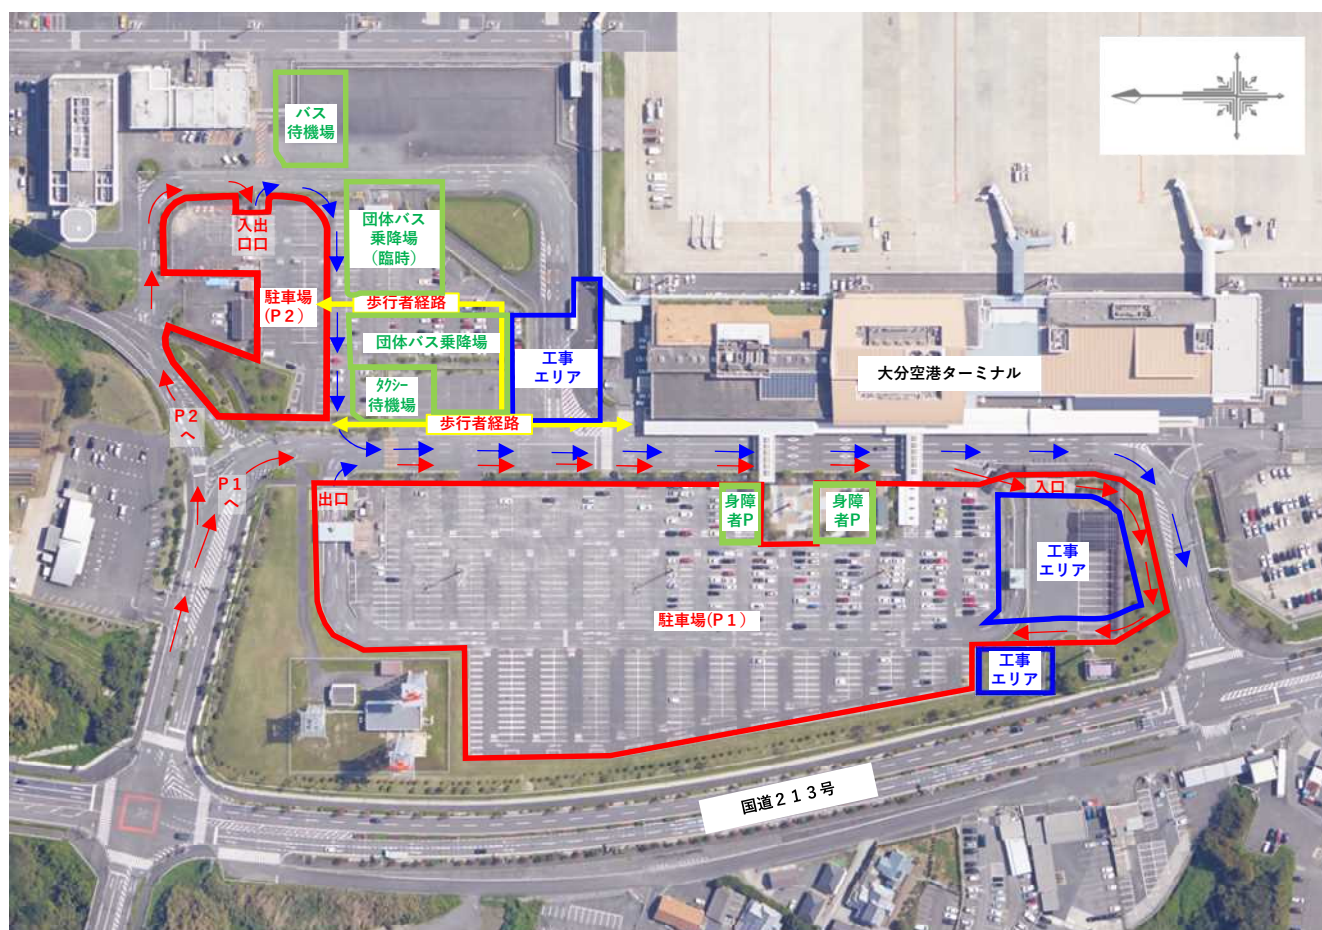 バス
待機場
団体バス
乗降場
（臨時）
入出
口口
駐車場
(Ｐ２）
歩行者経路
団体バス乗降場
工事
エリア
大分空港ターミナル
ﾀｸｼｰ
待機場
P２
へ
歩行者経路
P１
へ
出口
身障
者P
身障
者P
入口
工事
エリア
駐車場(Ｐ１）
工事
エリア
国道２１３号